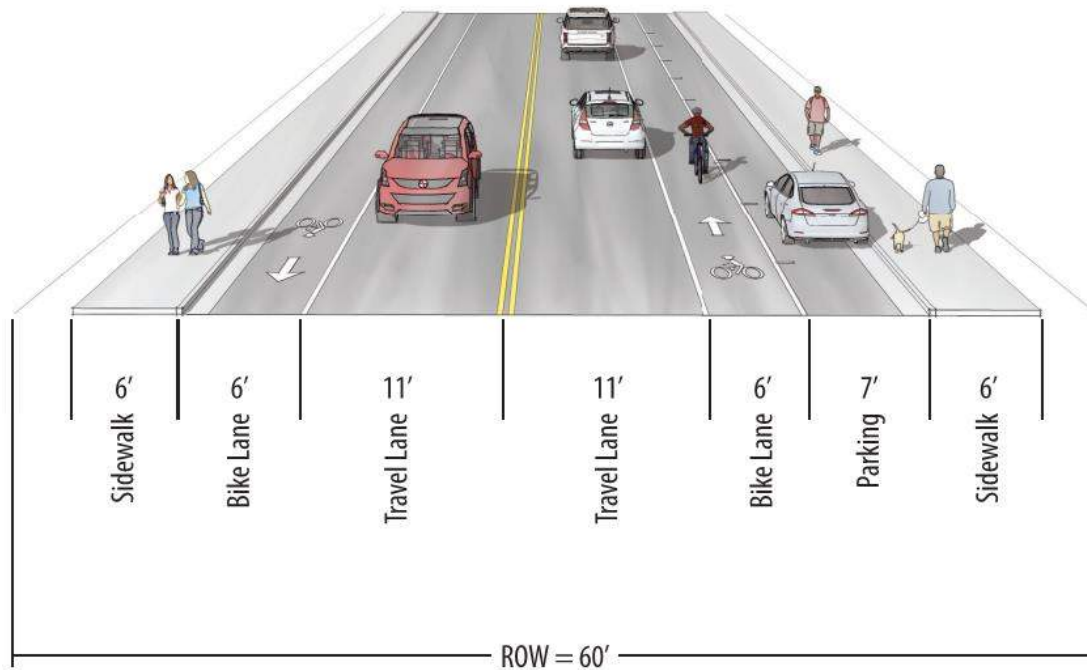 6’
Sidewalk
6’
Bike Lane
11’
Travel Lane
11’
Travel Lane
6’
Bike Lane
7’
Parking
6’
Sidewalk
ROW = 60’